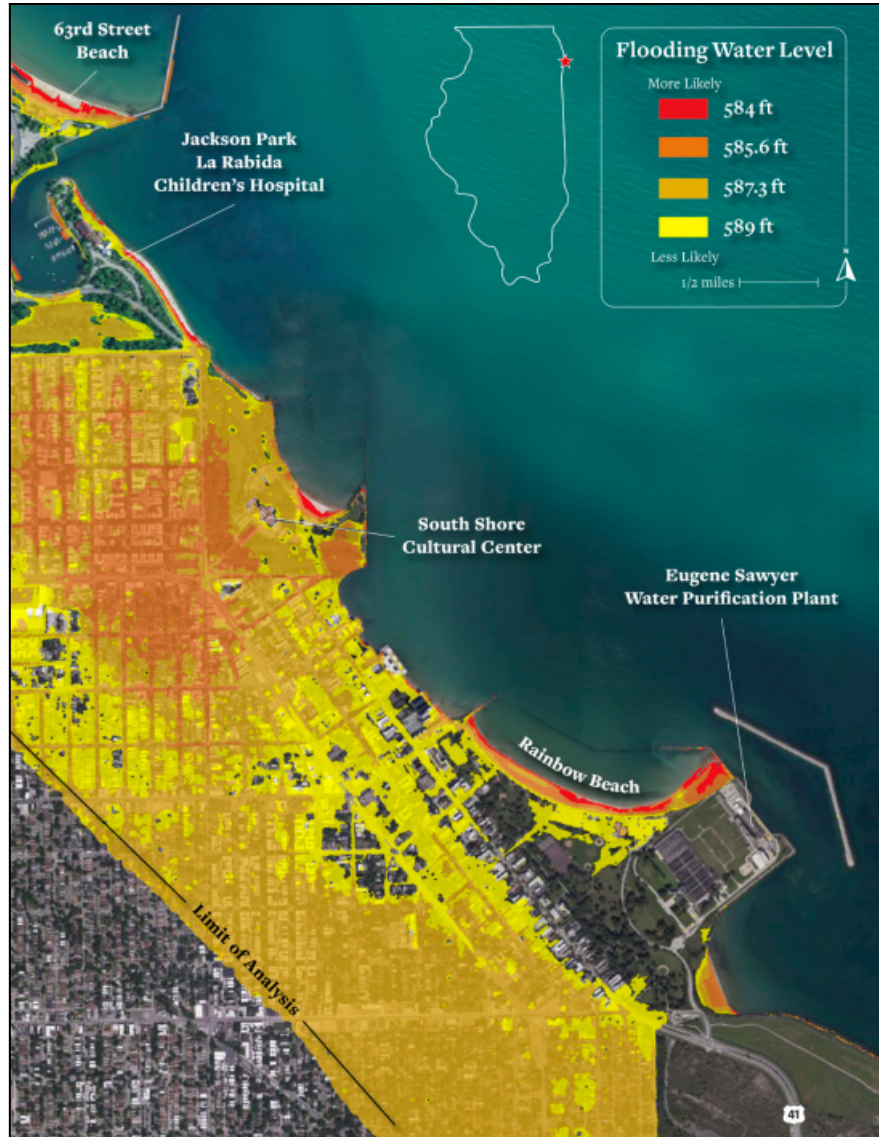 63rd Street
Beach
Jackson Park
La Rabida
Children's Hospital
Flooding Water Level
More Likely
584 ft
585.6 ft
587.3 ft
589 ft
Less Likely
1/2 miles
N
South Shore
Cultural Center
Eugene Sawyer
Water Purification Plant
Rainbow Beach
Limit of Analysis
41